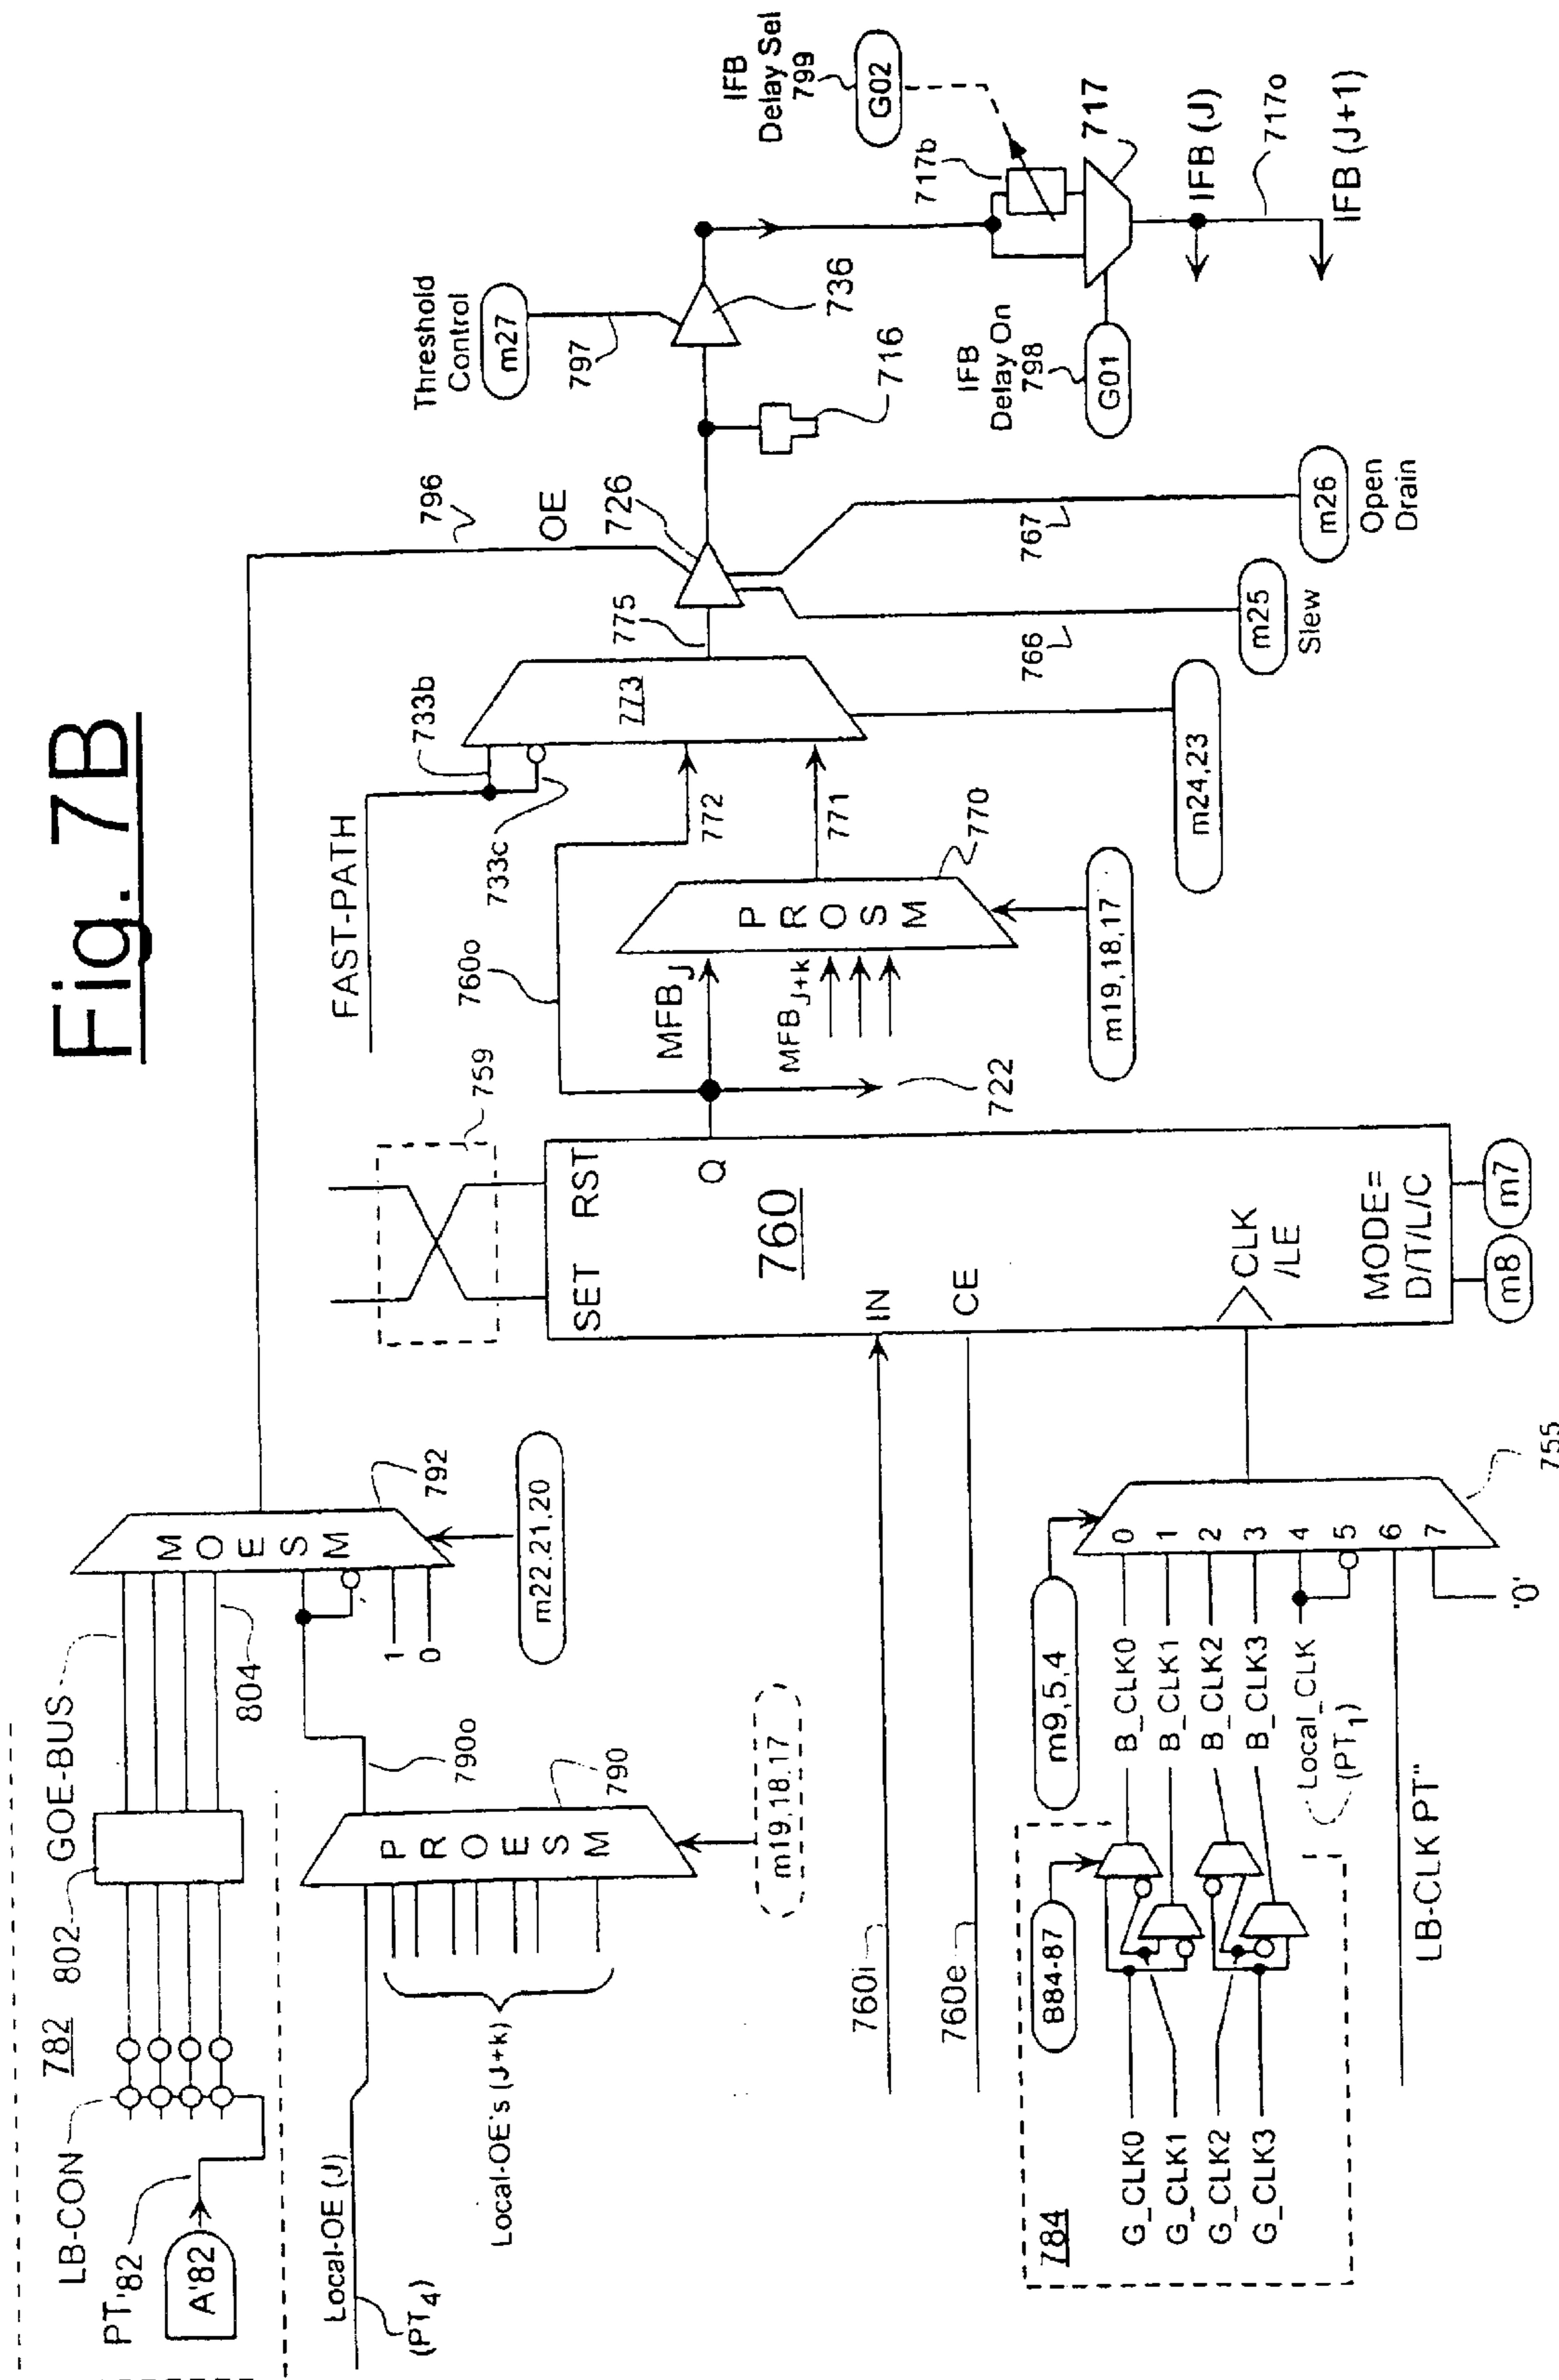 Fig. 7B
LB-CON
782
802
GOE-BUS
PT'82
A'82
804
M
O
E
S
M
792
m22,21,20
1
0
Local-OE (J)
(PT4)
Local-OE's (J+k)
P
R
O
E
S
M
790
790o
m19,18,17
796
OE
FAST-PATH
733b
733c
759
SET
RST
760
Q
IN
CE
CLK
/LE
MODE=
D/T/L/C
m8
m7
760i
760e
760o
MFBJ
MFBJ+k
722
P
R
O
S
M
770
771
772
m19,18,17
773
m24,23
775
726
766
m25
Slew
767
m26
Open
Drain
716
736
797
m27
Threshold
Control
IFB
Delay Sel
799
G02
717b
717
IFB
Delay On
798
G01
IFB (J)
717o
IFB (J+1)
784
G_CLK0
G_CLK1
G_CLK2
G_CLK3
B84-87
m9,5,4
B_CLK0
B_CLK1
B_CLK2
B_CLK3
Local_CLK
(PT1)
LB-CLK PT"
0
1
2
3
4
5
6
7
'0'
755